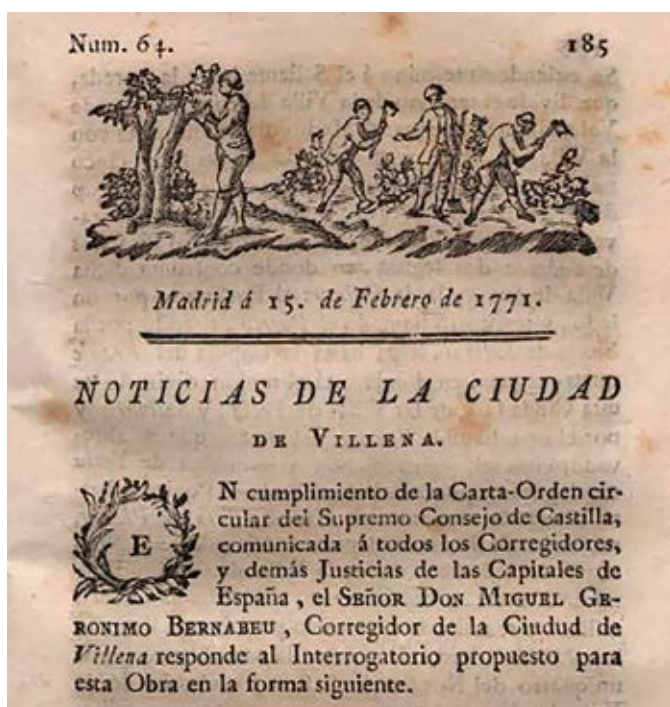 Num. 64. 185
Madrid á 15. de Febrero de 1771.
NOTICIAS DE LA CIUDAD
DE VILLENA.
EN cumplimiento de la Carta-Orden cir-
cular del Supremo Consejo de Castilla,
comunicada á todos los Corregidores,
y demás Justicias de las Capitales de
España, el SEÑOR DON MIGUEL GE-
RONIMO BERNABEU, Corregidor de la Ciudud de
Villena responde al Interrogatorio propuesto para
esta Obra en la forma siguiente.